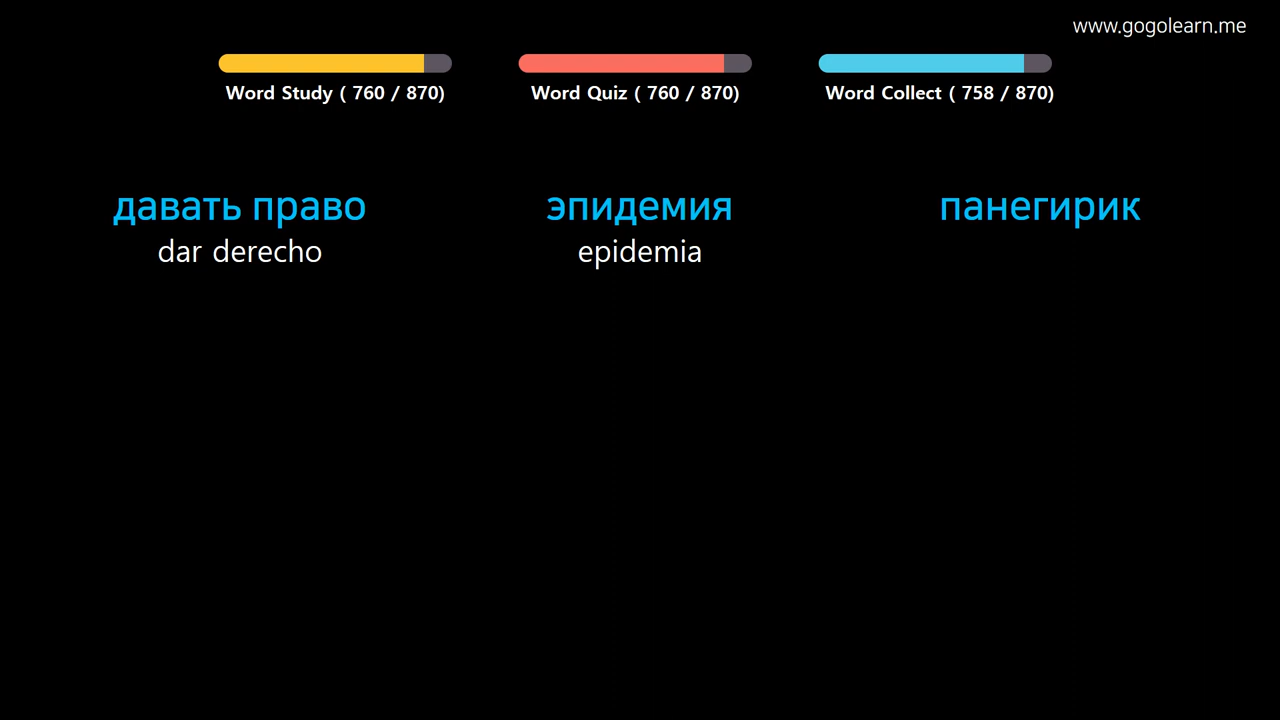 www.gogolearn.me
Word Study ( 760 / 870)
Word Quiz ( 760 / 870)
Word Collect ( 758 / 870)
давать право
dar derecho
эпидемия
epidemia
панегирик